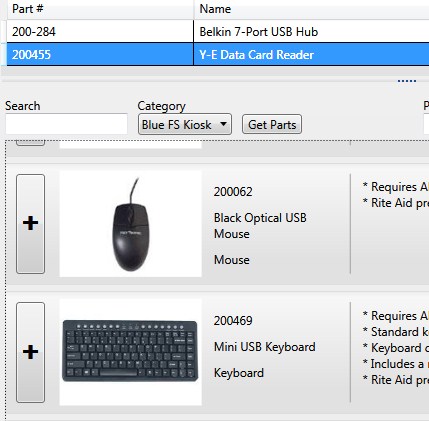 Part #
Name
200-284
Belkin 7-Port USB Hub
200455
Y-E Data Card Reader
Search
Category
P
Blue FS Kiosk
Get Parts
+
200062
Black Optical USB
Mouse
Mouse
* Requires A
* Rite Aid pre
+
200469
Mini USB Keyboard
Keyboard
* Requires A
* Standard k
* Keyboard c
* Includes a
* Rite Aid pre